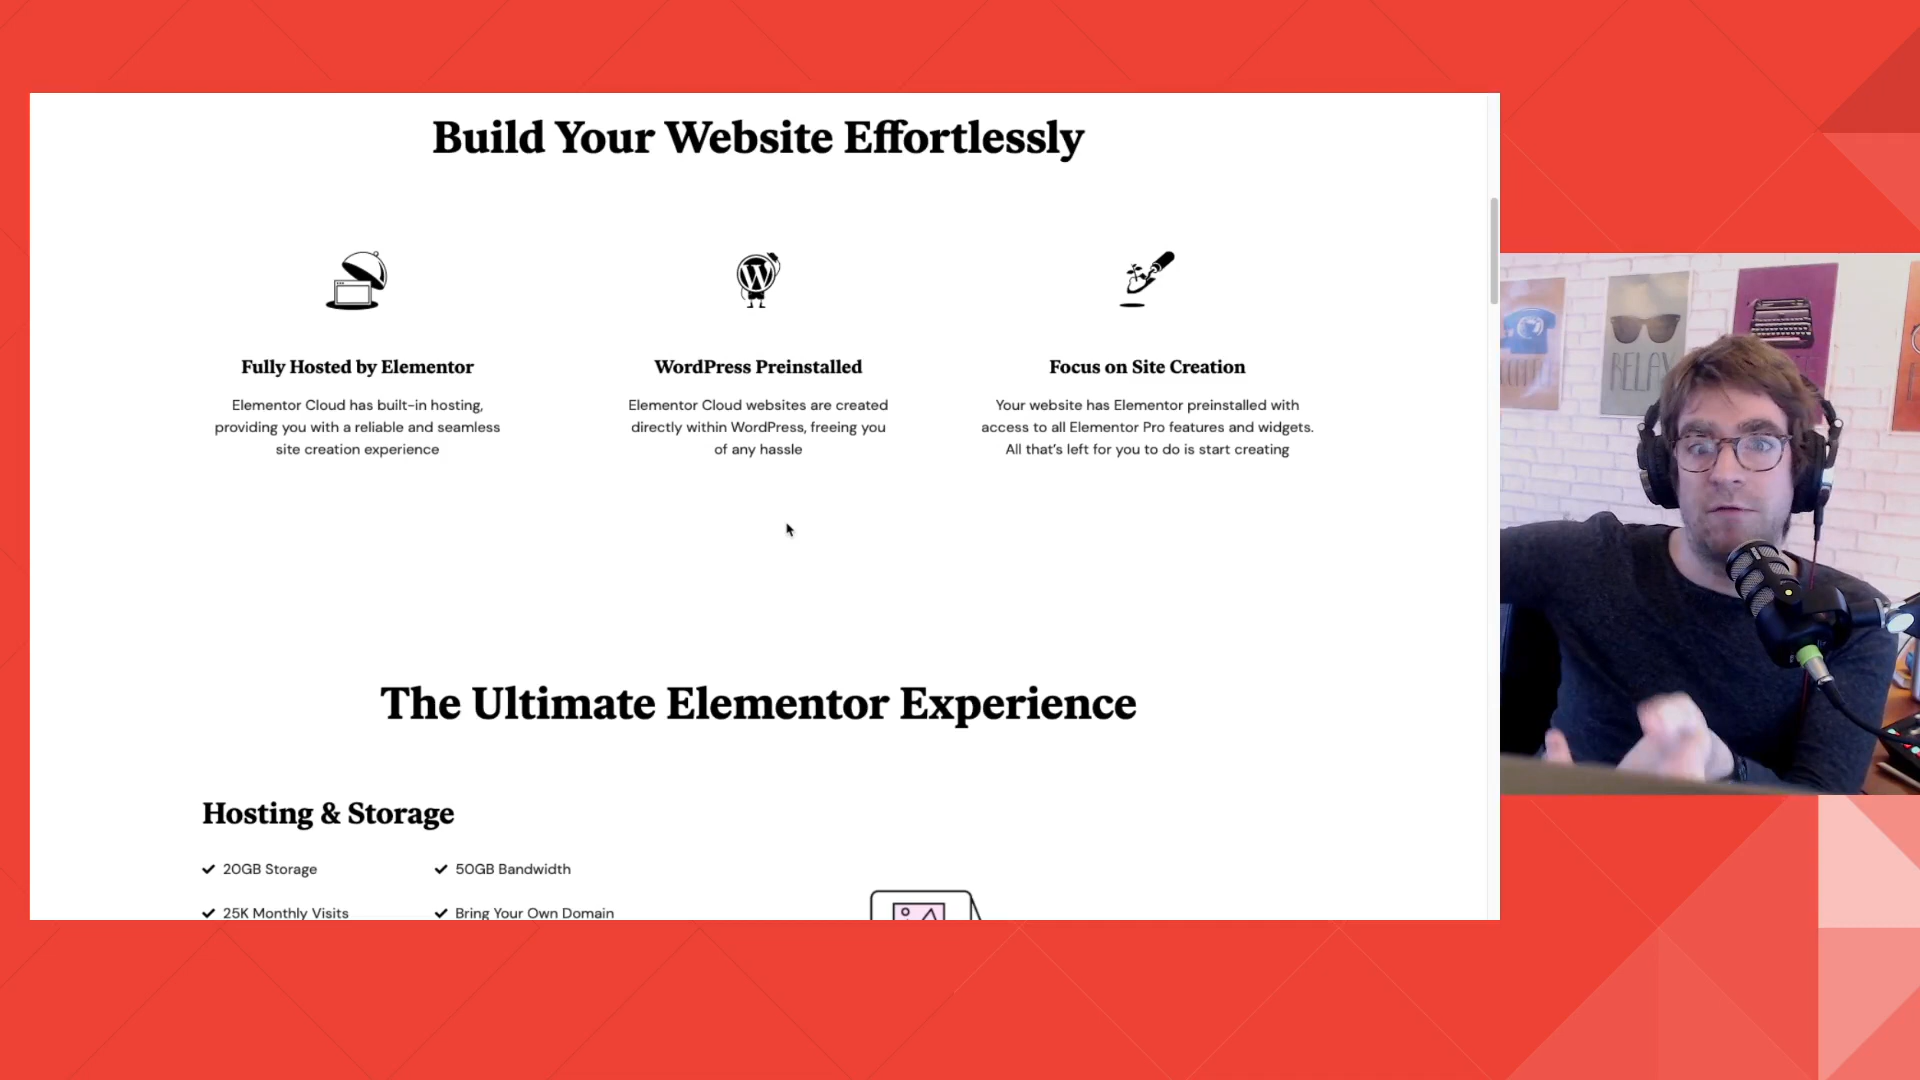 Build Your Website Effortlessly
Fully Hosted by Elementor
Elementor Cloud has built-in hosting,
providing you with a reliable and seamless
site creation experience
WordPress Preinstalled
Elementor Cloud websites are created
directly within WordPress, freeing you
of any hassle
Focus on Site Creation
Your website has Elementor preinstalled with
access to all Elementor Pro features and widgets.
All that's left for you to do is start creating
The Ultimate Elementor Experience
Hosting & Storage
20GB Storage
50GB Bandwidth
25K Monthly Visits
Bring Your Own Domain
RELAX